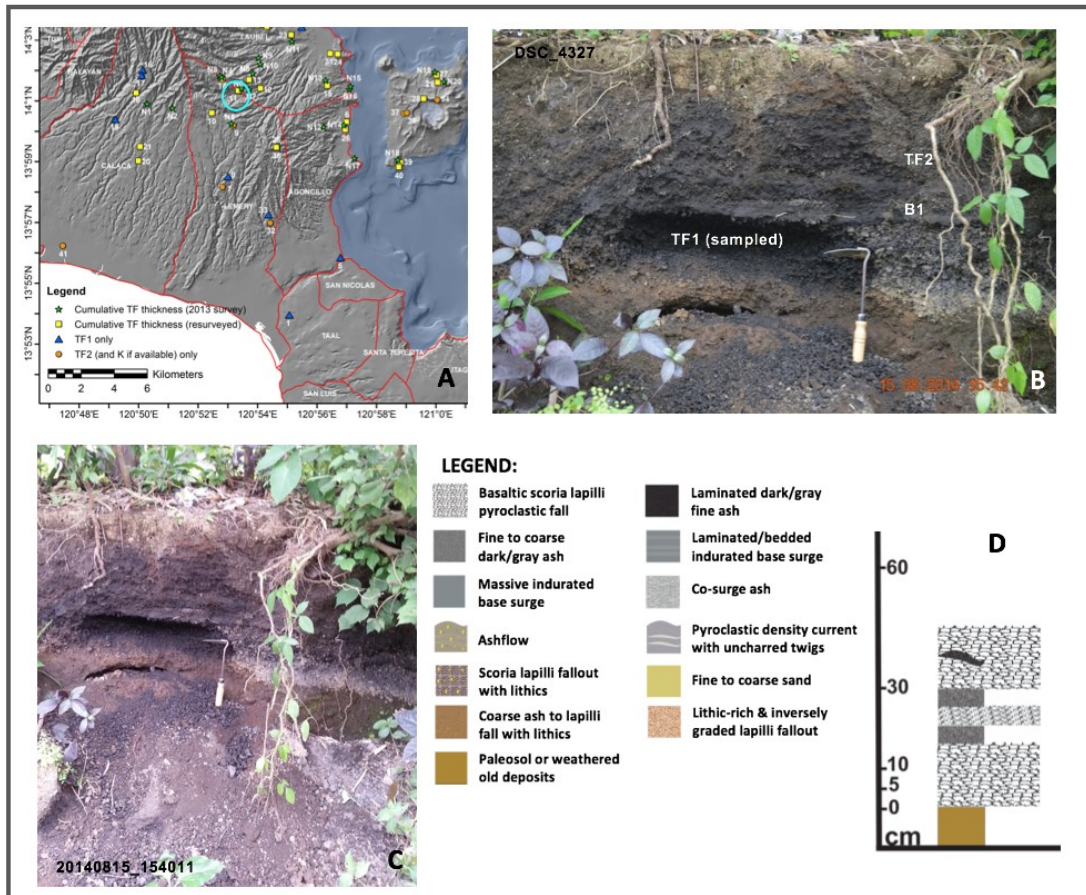 14°3'N
14°1'N
13°59'N
13°57'N
13°55'N
13°53'N
LAUREL
CALACA
LEMERY
AGONCILLO
SAN NICOLAS
TAAL
SANTA TERESITA
SAN LUIS
Legend
Cumulative TF thickness (2013 survey)
Cumulative TF thickness (resurveyed)
TF1 only
TF2 (and K if available) only
0 1 2 4 6
Kilometers
120°48'E 120°50'E 120°52'E 120°54'E 120°56'E 120°58'E 121°0'E
A
DSC_4327
TF2
B1
TF1 (sampled)
B
20140815_154011
C
LEGEND:
Basaltic scoria lapilli
pyroclastic fall
Fine to coarse
dark/gray ash
Massive indurated
base surge
Ashflow
Scoria lapilli fallout
with lithics
Coarse ash to lapilli
fall with lithics
Paleosol or weathered
old deposits
Laminated dark/gray
fine ash
Laminated/bedded
indurated base surge
Co-surge ash
Pyroclastic density current
with uncharred twigs
Fine to coarse sand
Lithic-rich & inversely
graded lapilli fallout
D
60
30
10
5
0
cm